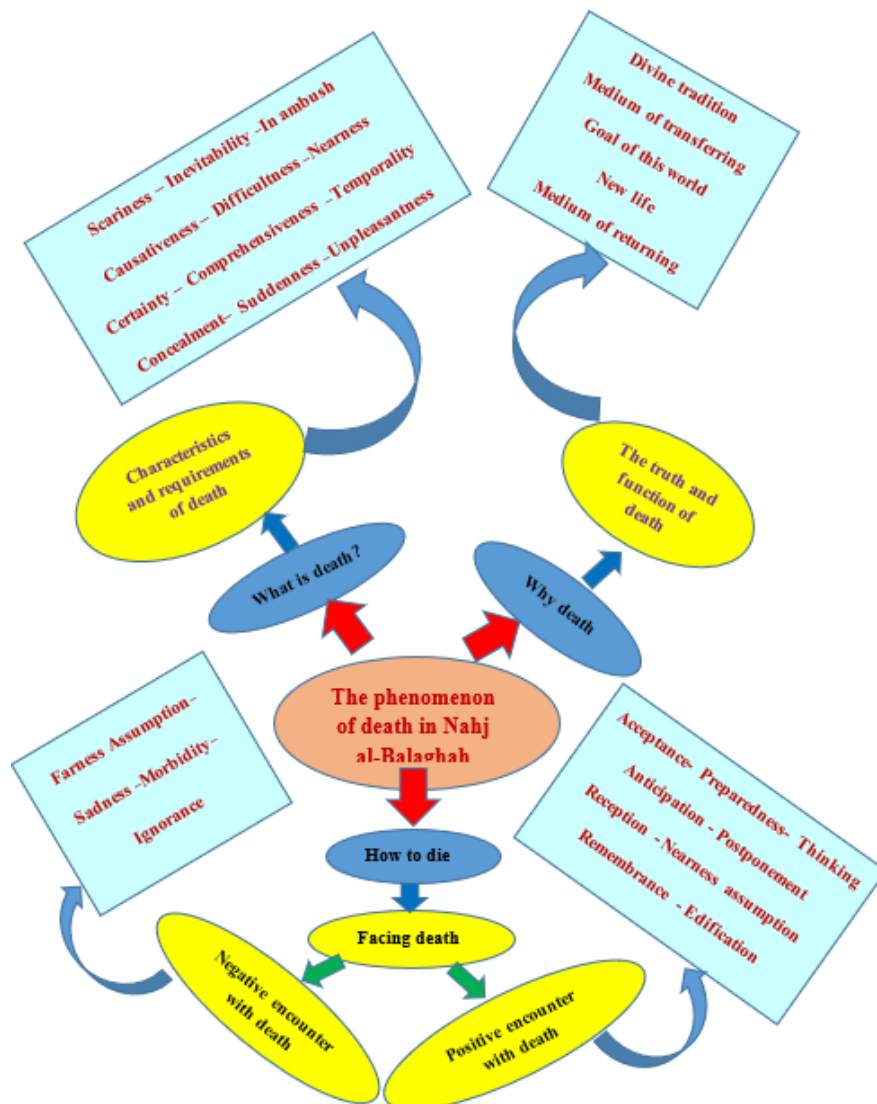 Scariness – Inevitability –In ambush
Causativeness – Difficultness –Nearness
Certainty – Comprehensiveness –Temporality
Concealment– Suddenness –Unpleasantness
Divine tradition
Medium of transferring
Goal of this world
New life
Medium of returning
Characteristics
and requirements
of death
The truth and
function of
death
What is death?
Why death
The phenomenon
of death in Nahj
al-Balaghah
Farness Assumption–
Sadness –Morbidity–
Ignorance
Acceptance- Preparedness- Thinking
Anticipation - Postponement
Reception - Nearness assumption
Remembrance - Edification
How to die
Facing death
Negative encounter
with death
Positive encounter
with death